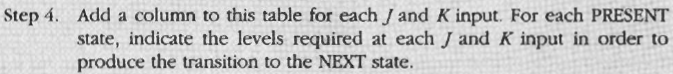 Step 4. Add a column to this table for each J and K input. For each PRESENT
state, indicate the levels required at each J and K input in order to
produce the transition to the NEXT state.